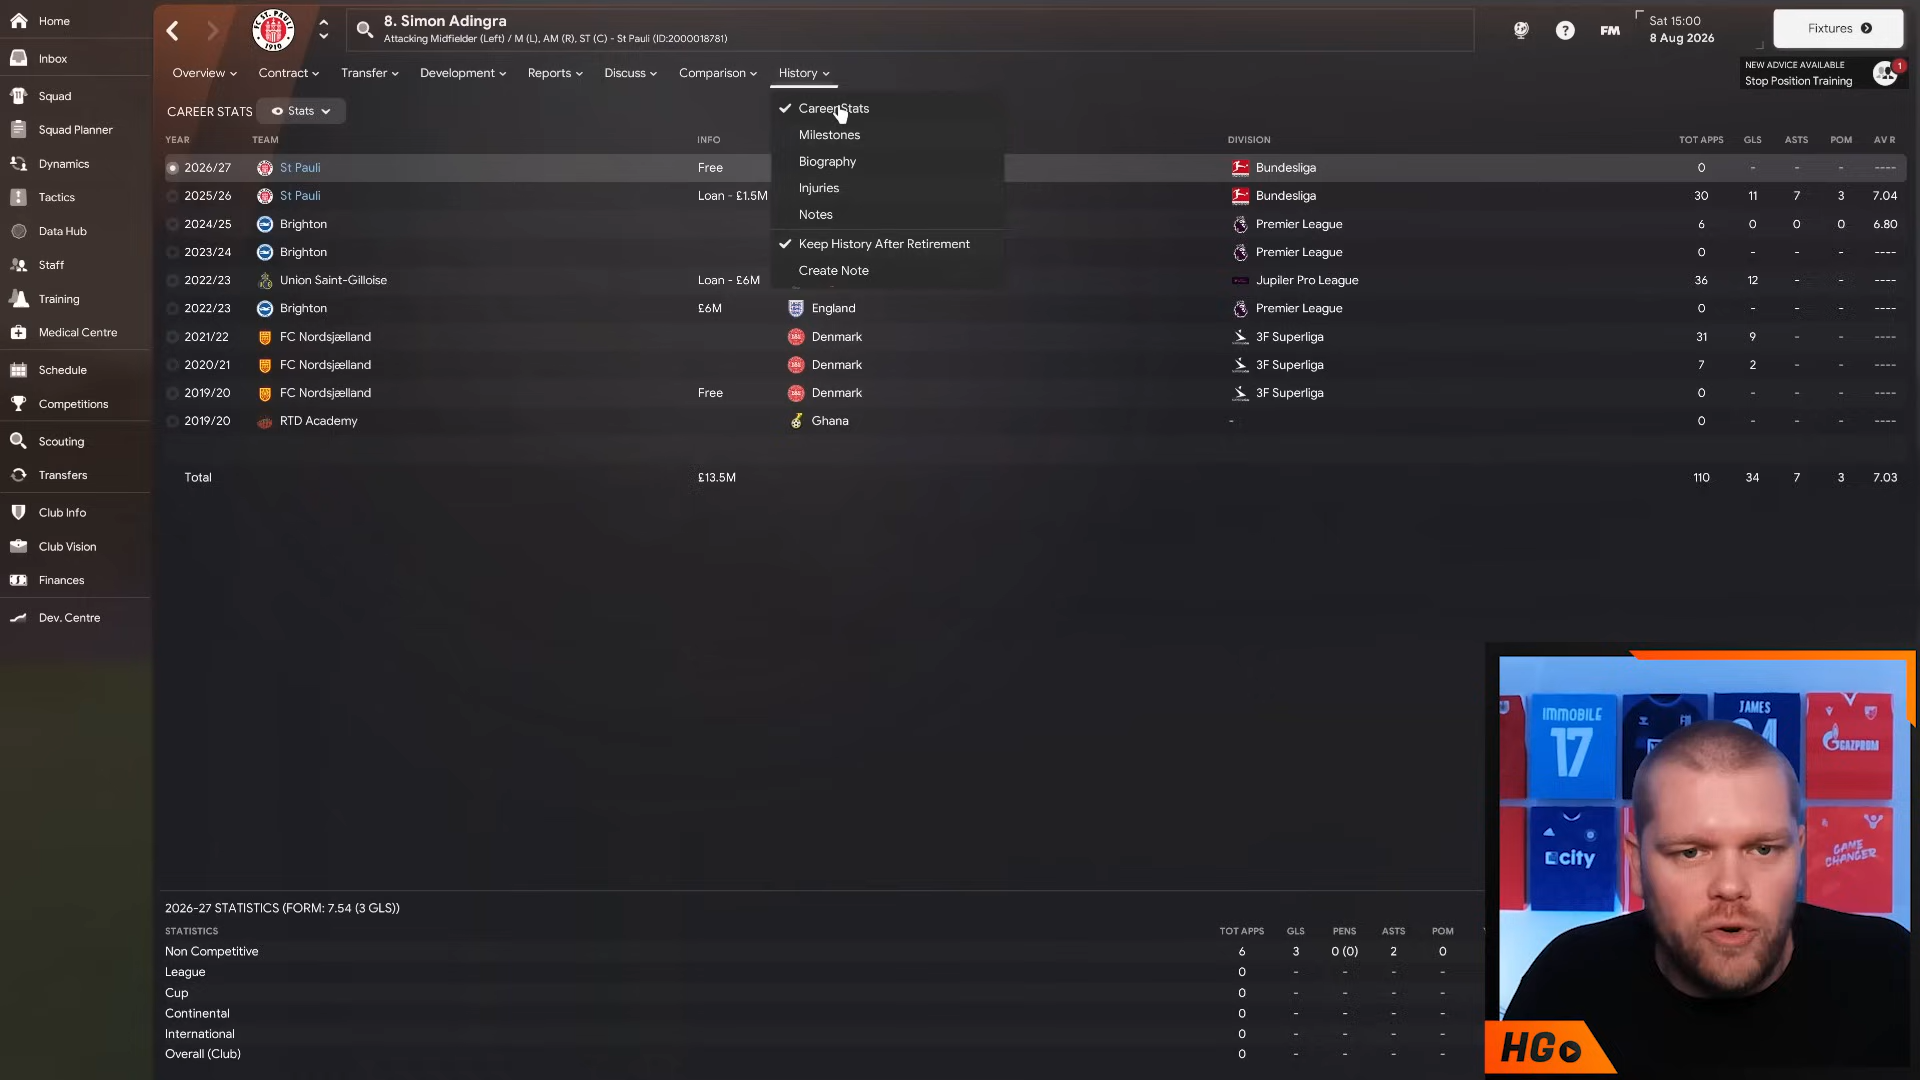 Home
Inbox
Squad
Squad Planner
Dynamics
Tactics
Data Hub
Staff
Training
Medical Centre
Schedule
Competitions
Scouting
Transfers
Club Info
Club Vision
Finances
Dev. Centre
8. Simon Adingra
Attacking Midfielder (Left) / M (L), AM (R), ST (C) - St Pauli (ID:2000018781)
FM
Sat 15:00
8 Aug 2026
Fixtures
NEW ADVICE AVAILABLE
Stop Position Training
1
Overview Contract Transfer Development Reports Discuss Comparison History
CAREER STATS Stats
Career Stats
Milestones
Biography
Injuries
Notes
Keep History After Retirement
Create Note
YEAR TEAM INFO DIVISION TOT APPS GLS ASTS POM AV R
2026/27 St Pauli Free Bundesliga 0 - - - ----
2025/26 St Pauli Loan - £1.5M Bundesliga 30 11 7 3 7.04
2024/25 Brighton Premier League 6 0 0 0 6.80
2023/24 Brighton Premier League 0 - - - ----
2022/23 Union Saint-Gilloise Loan - £6M Jupiler Pro League 36 12 - - ----
2022/23 Brighton £6M England Premier League 0 - - - ----
2021/22 FC Nordsjælland Denmark 3F Superliga 31 9 - - ----
2020/21 FC Nordsjælland Denmark 3F Superliga 7 2 - - ----
2019/20 FC Nordsjælland Free Denmark 3F Superliga 0 - - - ----
2019/20 RTD Academy Ghana - 0 - - - ----
Total £13.5M 110 34 7 3 7.03
2026-27 STATISTICS (FORM: 7.54 (3 GLS))
STATISTICS TOT APPS GLS PENS ASTS POM
Non Competitive 6 3 0 (0) 2 0
League 0 - - - -
Cup 0 - - - -
Continental 0 - - - -
International 0 - - - -
Overall (Club) 0 - - - -
IMMOBILE
17
JAMES
GAZPROM
city
GAME
CHANGER
HG